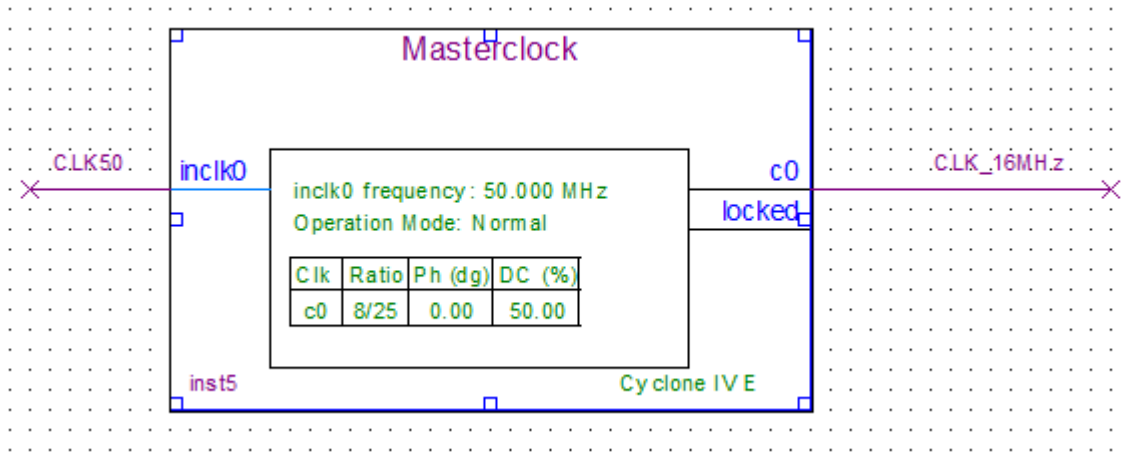 Masterclock
CLK50
inclk0
c0
CLK_16MHz
locked
inclk0 frequency: 50.000 MHz
Operation Mode: Normal
Clk Ratio Ph (dg) DC (%)
c0 8/25 0.00 50.00
inst5
Cyclone IV E